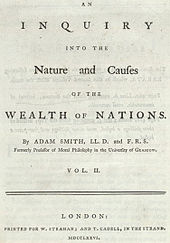 AN
INQUIRY
INTO THE
Nature and Causes
OF THE
WEALTH OF NATIONS.
By ADAM SMITH, LL. D. and F. R. S.
Formerly Professor of Moral Philosophy in the University of GLASGOW.
VOL. II.
LONDON:
PRINTED FOR W. STRAHAN; AND T. CADELL, IN THE STRAND.
MDCCLXXVI.